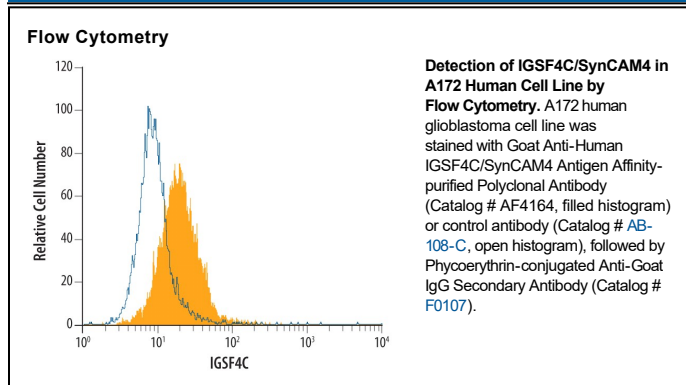 Flow Cytometry
120
100
80
60
40
20
0
Relative Cell Number
10⁰ 10¹ 10² 10³ 10⁴
IGSF4C
Detection of IGSF4C/SynCAM4 in
A172 Human Cell Line by
Flow Cytometry. A172 human
glioblastoma cell line was
stained with Goat Anti-Human
IGSF4C/SynCAM4 Antigen Affinity-
purified Polyclonal Antibody
(Catalog # AF4164, filled histogram)
or control antibody (Catalog # AB-
108-C, open histogram), followed by
Phycoerythrin-conjugated Anti-Goat
IgG Secondary Antibody (Catalog #
F0107).